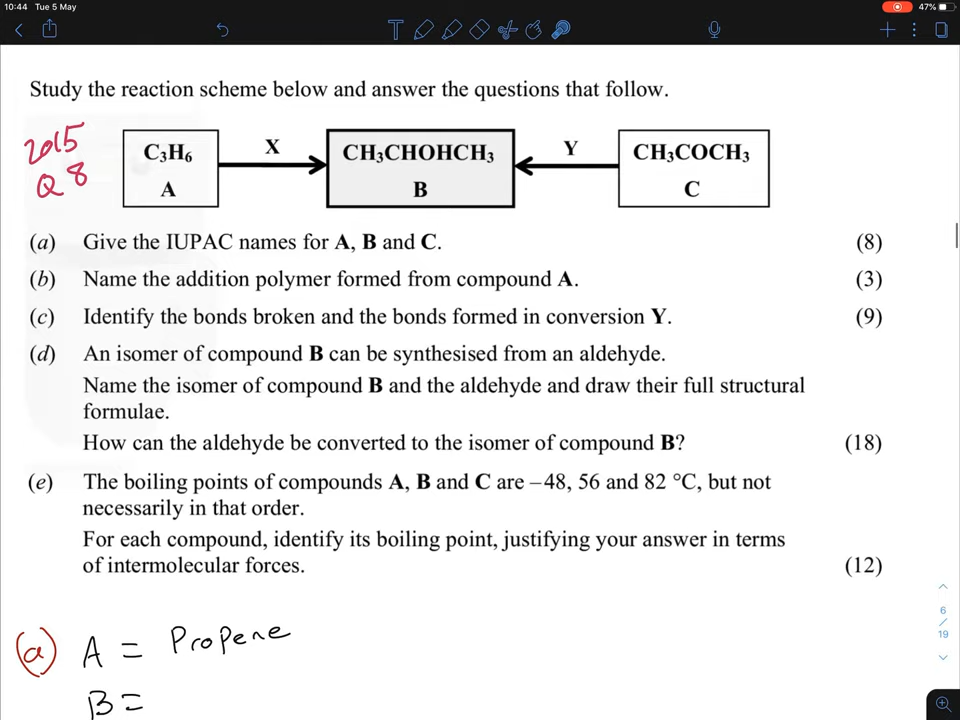 10:44 Tue 5 May
47%
Study the reaction scheme below and answer the questions that follow.
2015
Q 8
C₃H₆
A
X
CH₃CHOHCH₃
B
Y
CH₃COCH₃
C
(a) Give the IUPAC names for A, B and C. (8)
(b) Name the addition polymer formed from compound A. (3)
(c) Identify the bonds broken and the bonds formed in conversion Y. (9)
(d) An isomer of compound B can be synthesised from an aldehyde.
Name the isomer of compound B and the aldehyde and draw their full structural
formulae.
How can the aldehyde be converted to the isomer of compound B? (18)
(e) The boiling points of compounds A, B and C are –48, 56 and 82 °C, but not
necessarily in that order.
For each compound, identify its boiling point, justifying your answer in terms
of intermolecular forces. (12)
(a) A = Propene
B =
6
/
19